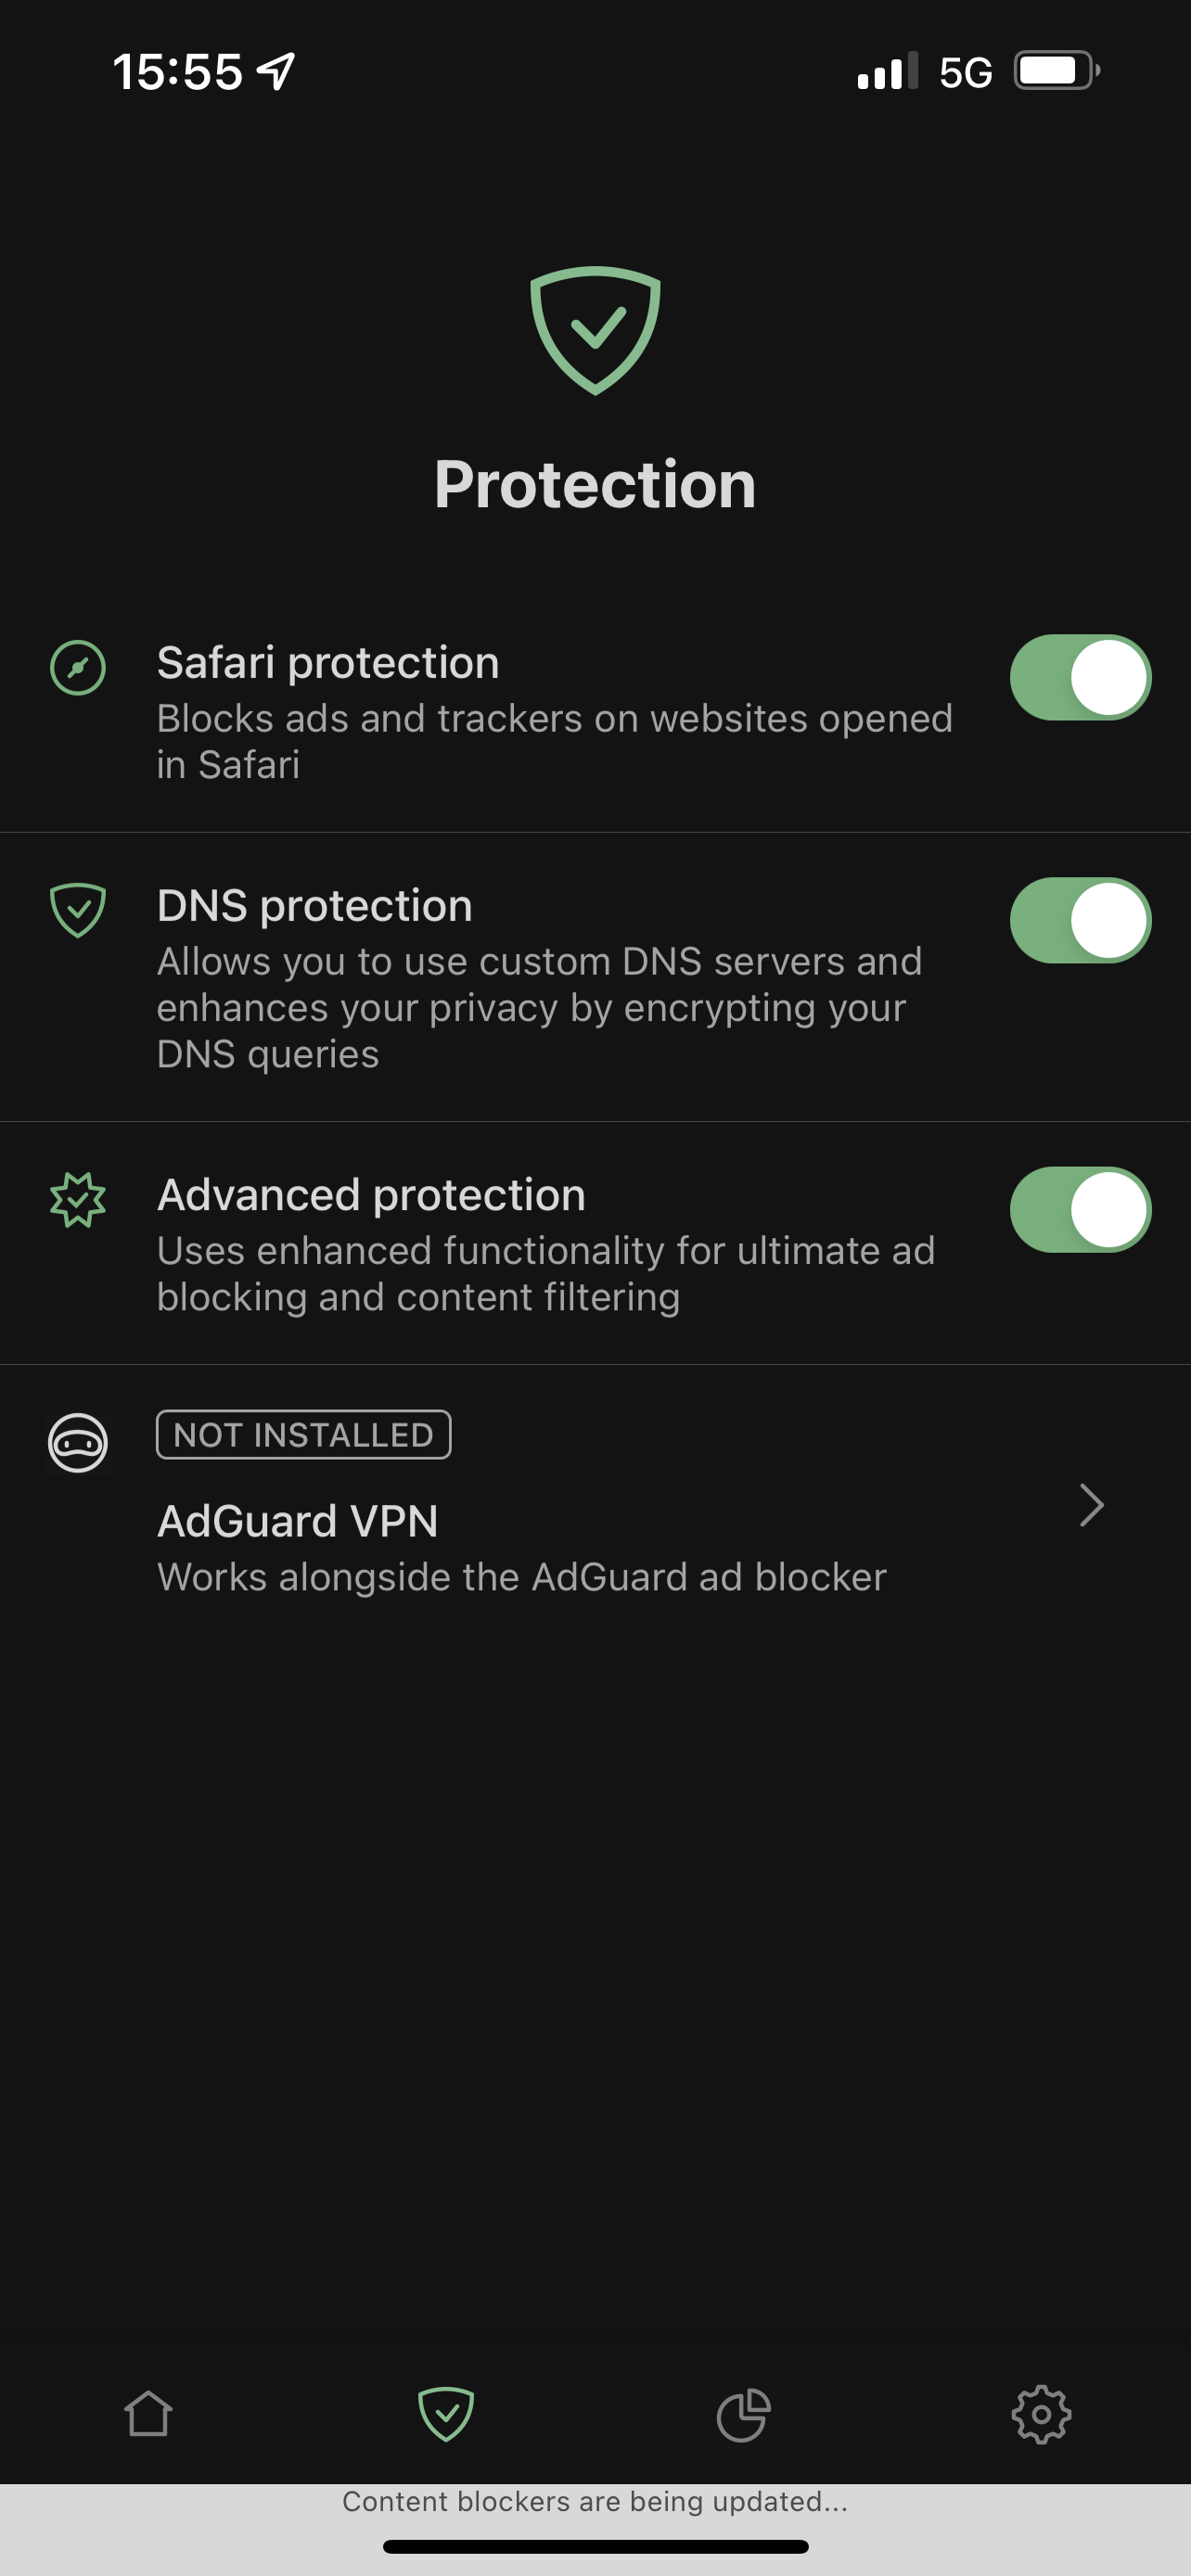 15:55
5G
Protection
Safari protection
Blocks ads and trackers on websites opened
in Safari
DNS protection
Allows you to use custom DNS servers and
enhances your privacy by encrypting your
DNS queries
Advanced protection
Uses enhanced functionality for ultimate ad
blocking and content filtering
NOT INSTALLED
AdGuard VPN
Works alongside the AdGuard ad blocker
Content blockers are being updated...